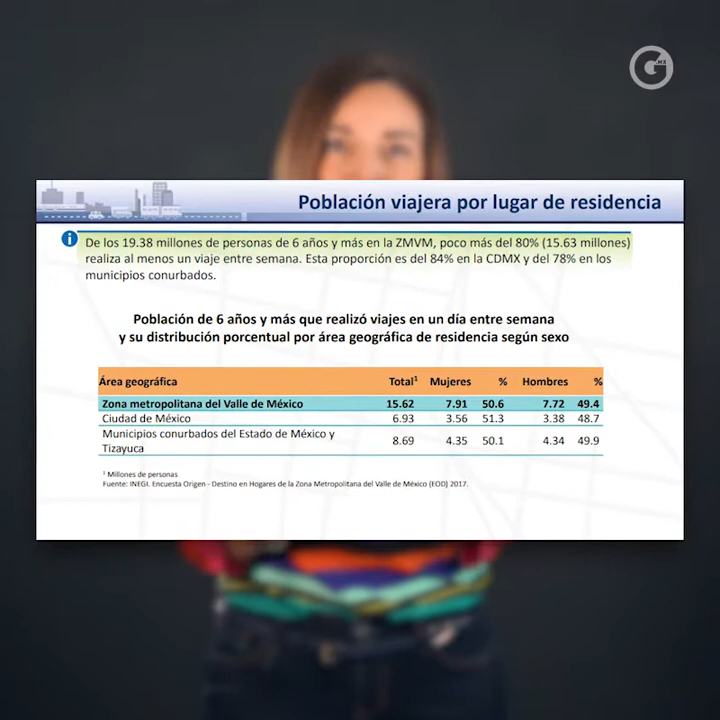 G.MX
Población viajera por lugar de residencia
i
De los 19.38 millones de personas de 6 años y más en la ZMVM, poco más del 80% (15.63 millones)
realiza al menos un viaje entre semana. Esta proporción es del 84% en la CDMX y del 78% en los
municipios conurbados.
Población de 6 años y más que realizó viajes en un día entre semana
y su distribución porcentual por área geográfica de residencia según sexo
Área geográfica Total¹ Mujeres % Hombres %
Zona metropolitana del Valle de México 15.62 7.91 50.6 7.72 49.4
Ciudad de México 6.93 3.56 51.3 3.38 48.7
Municipios conurbados del Estado de México y
Tizayuca 8.69 4.35 50.1 4.34 49.9
¹ Millones de personas
Fuente: INEGI. Encuesta Origen - Destino en Hogares de la Zona Metropolitana del Valle de México (EOD) 2017.